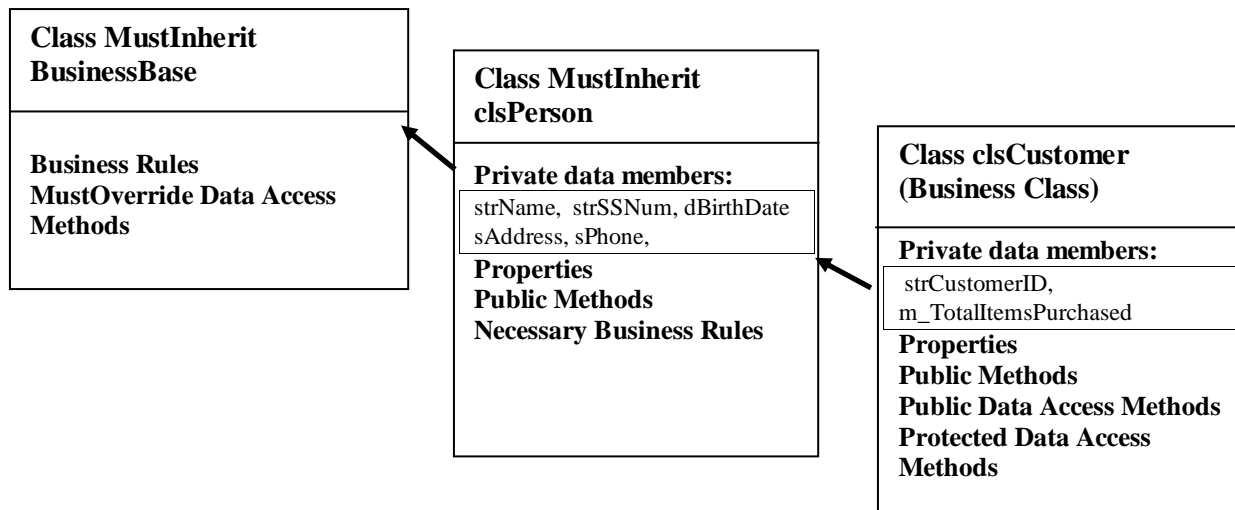 Class MustInherit
BusinessBase
Business Rules
MustOverride Data Access
Methods
Class MustInherit
clsPerson
Private data members:
strName, strSSNum, dBirthDate
sAddress, sPhone,
Properties
Public Methods
Necessary Business Rules
Class clsCustomer
(Business Class)
Private data members:
strCustomerID,
m_TotalItemsPurchased
Properties
Public Methods
Public Data Access Methods
Protected Data Access
Methods